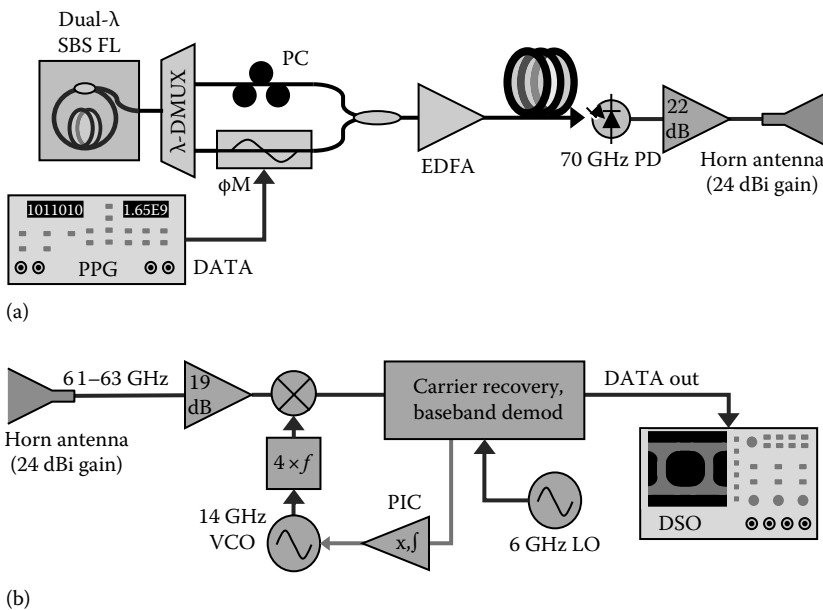 Dual-λ
SBS FL
λ-DMUX
PC
ϕM
EDFA
70 GHz PD
22
dB
Horn antenna
(24 dBi gain)
1011010
1.65E9
PPG
DATA
(a)
61–63 GHz
Horn antenna
(24 dBi gain)
19
dB
4 × f
14 GHz
VCO
PIC
x,∫
Carrier recovery,
baseband demod
6 GHz LO
DATA out
DSO
(b)